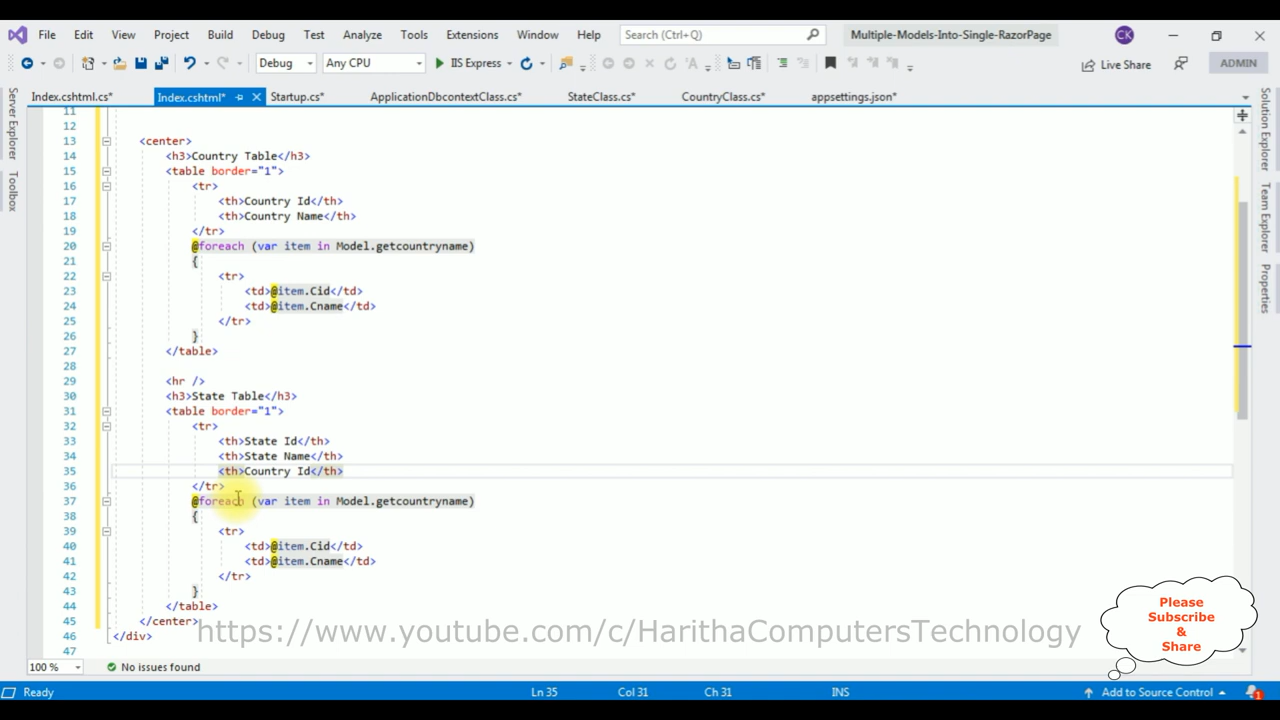 File Edit View Project Build Debug Test Analyze Tools Extensions Window Help Search (Ctrl+Q) Multiple-Models-Into-Single-RazorPage CK
Debug Any CPU IIS Express Live Share ADMIN
Index.cshtml.cs* Index.cshtml* Startup.cs* ApplicationDbcontextClass.cs* StateClass.cs* CountryClass.cs* appsettings.json*
Server Explorer
Toolbox
Solution Explorer
Team Explorer
Properties
11
12
13 <center>
14 <h3>Country Table</h3>
15 <table border="1">
16 <tr>
17 <th>Country Id</th>
18 <th>Country Name</th>
19 </tr>
20 @foreach (var item in Model.getcountryname)
21 {
22 <tr>
23 <td>@item.Cid</td>
24 <td>@item.Cname</td>
25 </tr>
26 }
27 </table>
28
29 <hr />
30 <h3>State Table</h3>
31 <table border="1">
32 <tr>
33 <th>State Id</th>
34 <th>State Name</th>
35 <th>Country Id</th>
36 </tr>
37 @foreach (var item in Model.getcountryname)
38 {
39 <tr>
40 <td>@item.Cid</td>
41 <td>@item.Cname</td>
42 </tr>
43 }
44 </table>
45 </center>
46 </div>
47
https://www.youtube.com/c/HarithaComputersTechnology
Please
Subscribe
&
Share
100 % No issues found
Ready Ln 35 Col 31 Ch 31 INS Add to Source Control 1